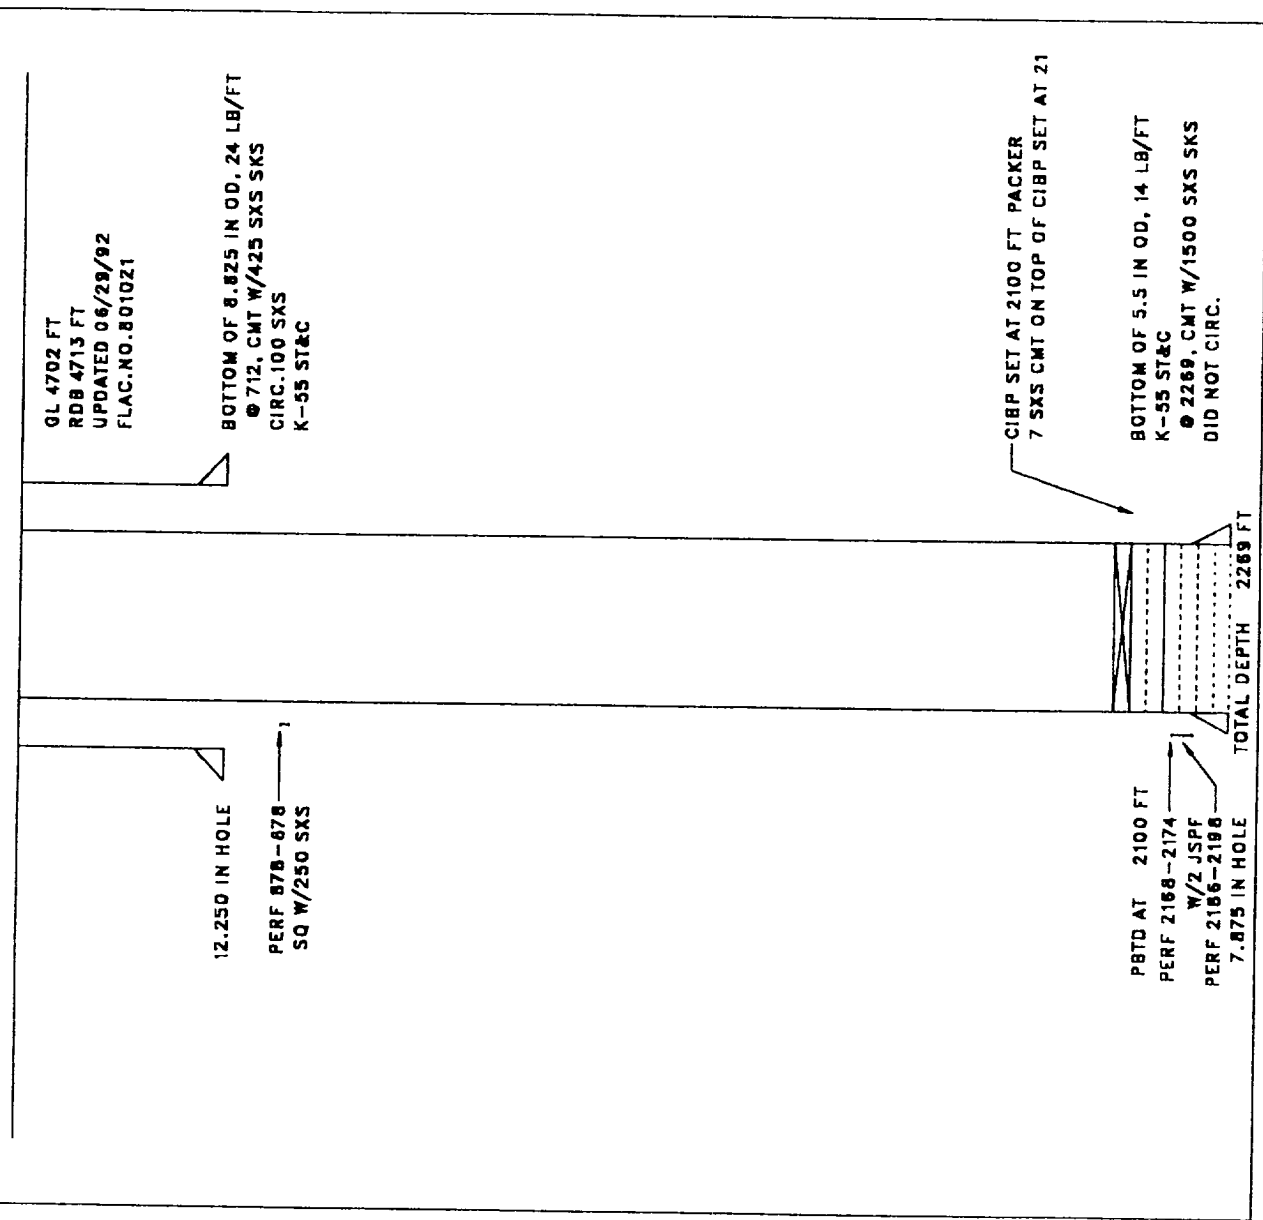 GL 4702 FT
RDB 4713 FT
UPDATED 06/29/92
FLAC.NO.801021
BOTTOM OF 8.625 IN OD, 24 LB/FT
@ 712, CMT W/425 SXS SKS
CIRC.100 SXS
K-55 ST&C
12.250 IN HOLE
PERF 878-878
SQ W/250 SXS
CIBP SET AT 2100 FT PACKER
7 SXS CMT ON TOP OF CIBP SET AT 21
BOTTOM OF 5.5 IN OD, 14 LB/FT
K-55 ST&C
@ 2269, CMT W/1500 SXS SKS
DID NOT CIRC.
PBTD AT 2100 FT
PERF 2168-2174
W/2 JSPF
PERF 2186-2198
7.875 IN HOLE
TOTAL DEPTH 2269 FT